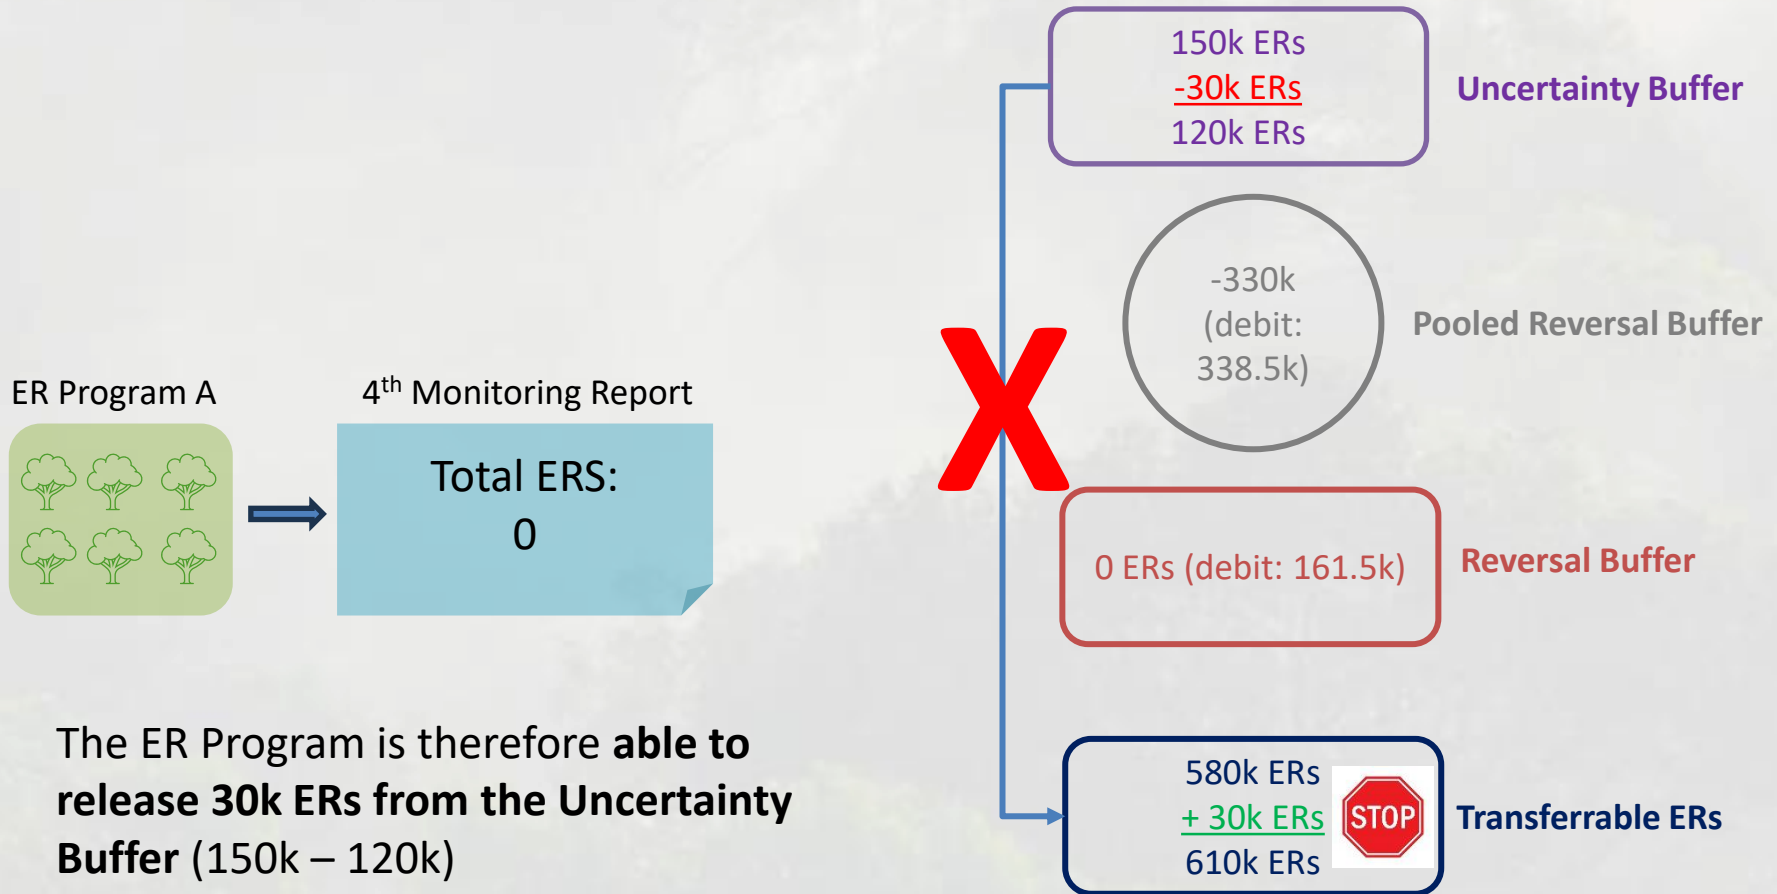 150k ERs
-30k ERs
120k ERs
Uncertainty Buffer
-330k
(debit:
338.5k)
Pooled Reversal Buffer
X
ER Program A
4th Monitoring Report
Total ERS:
0
0 ERs (debit: 161.5k)
Reversal Buffer
580k ERs
+ 30k ERs
610k ERs
STOP
Transferrable ERs
The ER Program is therefore able to
release 30k ERs from the Uncertainty
Buffer (150k – 120k)